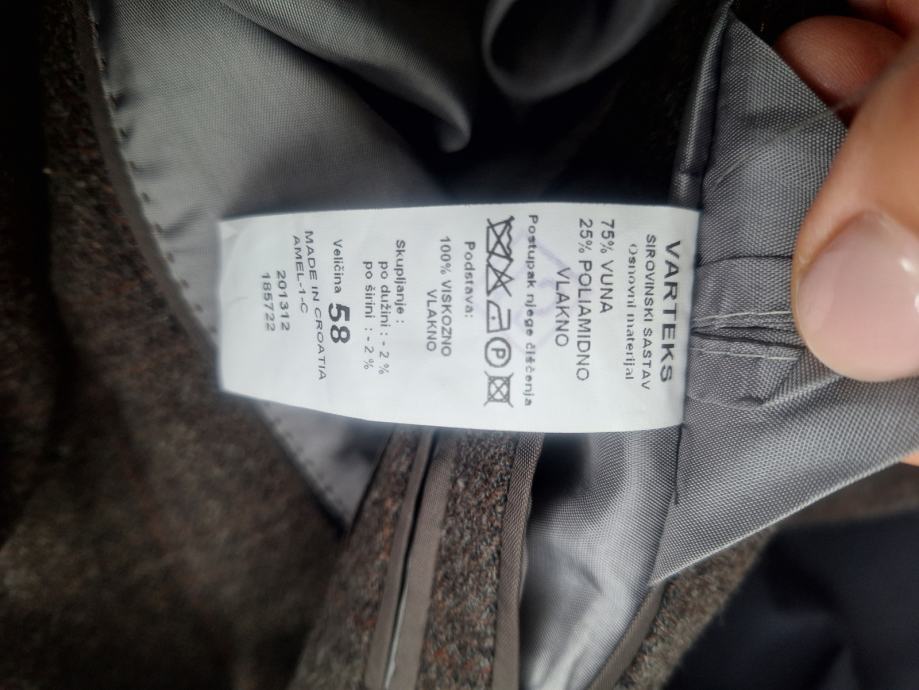 VARTEKS
SIROVINSKI SASTAV
Osnovni materijal
75% VUNA
25% POLIAMIDNO
VLAKNO
Postupak njege čišćenja
P
Podstava:
100% VISKOZNO
VLAKNO
Skupljanje :
po dužini : - 2 %
po širini : - 2 %
Veličina 58
MADE IN CROATIA
AMEL-1-C
201312
185722